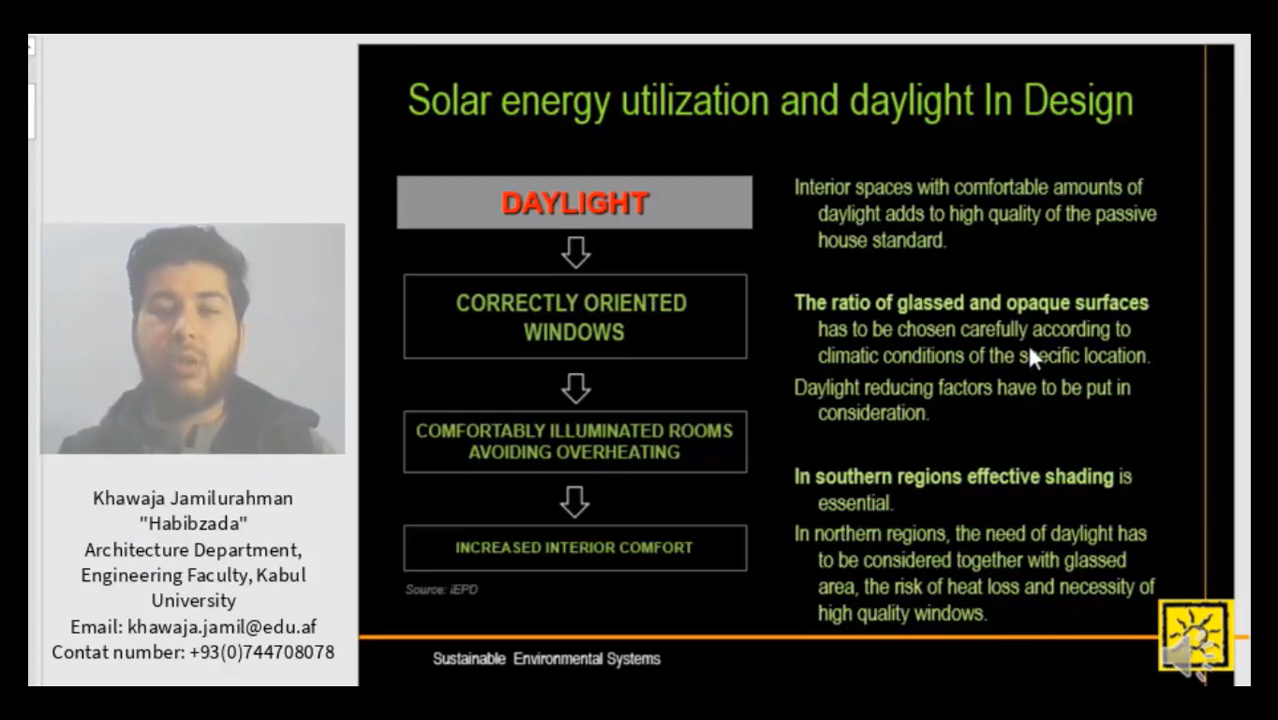 Solar energy utilization and daylight In Design
DAYLIGHT
CORRECTLY ORIENTED
WINDOWS
COMFORTABLY ILLUMINATED ROOMS
AVOIDING OVERHEATING
INCREASED INTERIOR COMFORT
Source: iEPD
Interior spaces with comfortable amounts of
daylight adds to high quality of the passive
house standard.
The ratio of glassed and opaque surfaces
has to be chosen carefully according to
climatic conditions of the specific location.
Daylight reducing factors have to be put in
consideration.
In southern regions effective shading is
essential.
In northern regions, the need of daylight has
to be considered together with glassed
area, the risk of heat loss and necessity of
high quality windows.
Sustainable Environmental Systems
Khawaja Jamilurahman
"Habibzada"
Architecture Department,
Engineering Faculty, Kabul
University
Email: khawaja.jamil@edu.af
Contat number: +93(0)744708078